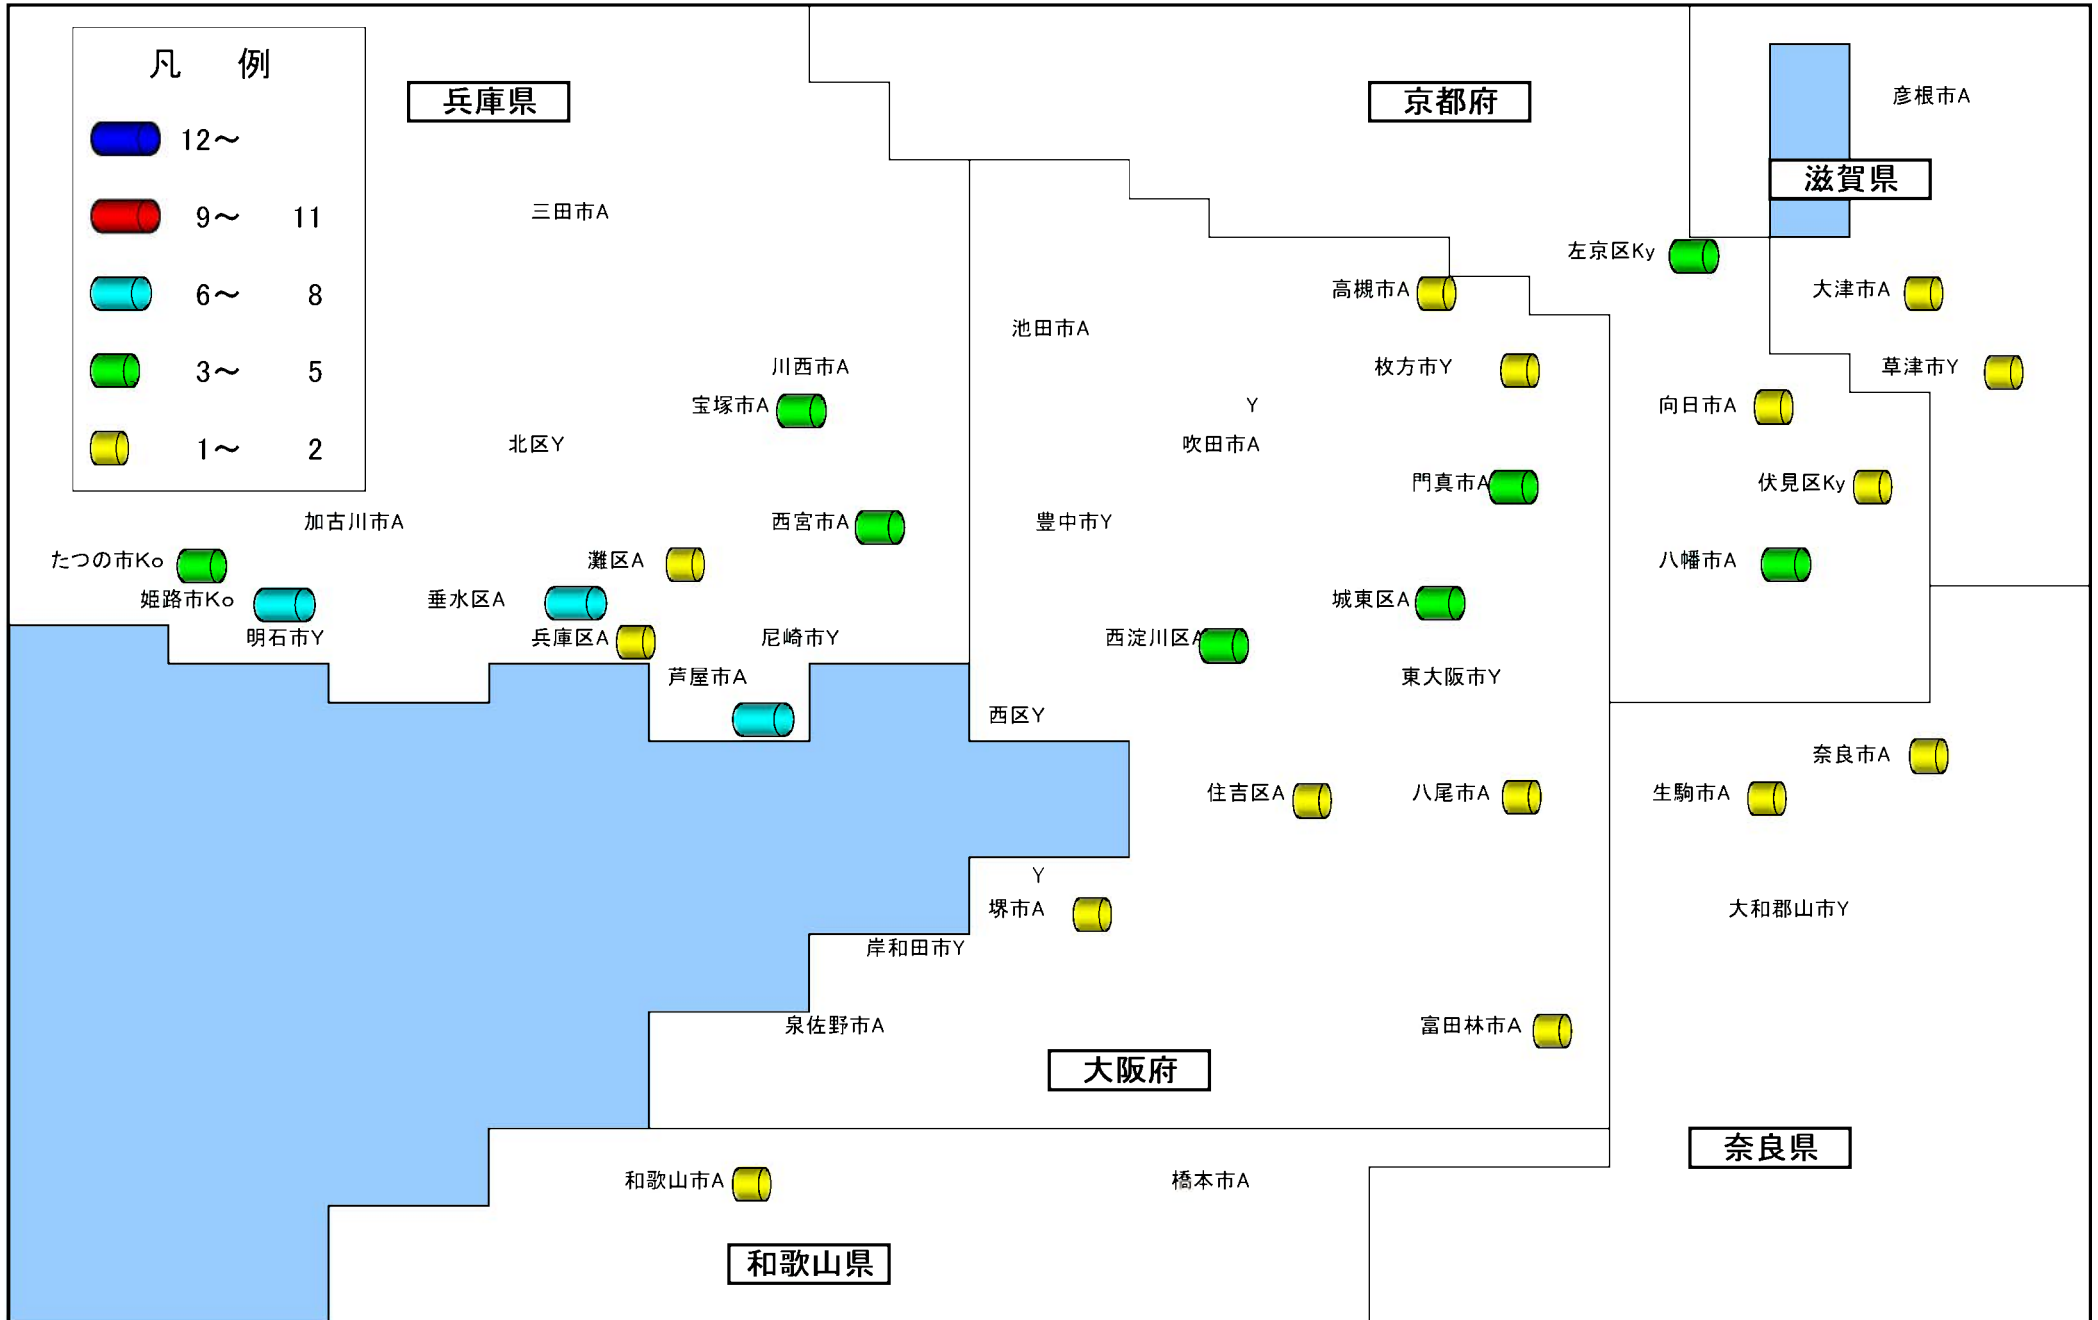 凡 例
12~
9~ 11
6~ 8
3~ 5
1~ 2
兵庫県
京都府
彦根市A
滋賀県
三田市A
左京区Ky
高槻市A
大津市A
池田市A
川西市A
枚方市Y
草津市Y
宝塚市A
Y
向日市A
北区Y
吹田市A
門真市A
伏見区Ky
加古川市A
西宮市A
豊中市Y
たつの市Ko
灘区A
八幡市A
姫路市Ko
垂水区A
城東区A
明石市Y
兵庫区A
尼崎市Y
西淀川区A
芦屋市A
東大阪市Y
西区Y
奈良市A
住吉区A
八尾市A
生駒市A
Y
堺市A
大和郡山市Y
岸和田市Y
泉佐野市A
富田林市A
大阪府
奈良県
和歌山市A
橋本市A
和歌山県